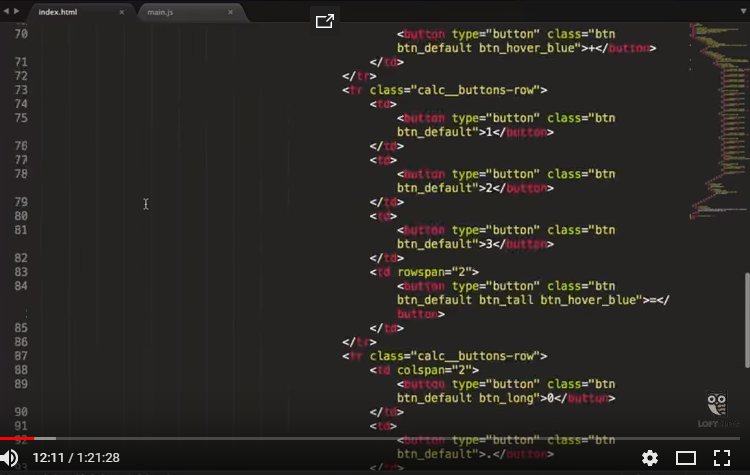 index.html
main.js
70 <button type="button" class="btn
btn_default btn_hover_blue">+</button>
71 </td>
72 </tr>
73 <tr class="calc__buttons-row">
74 <td>
75 <button type="button" class="btn
btn_default">1</button>
76 </td>
77 <td>
78 <button type="button" class="btn
btn_default">2</button>
79 </td>
80 <td>
81 <button type="button" class="btn
btn_default">3</button>
82 </td>
83 <td rowspan="2">
84 <button type="button" class="btn
btn_default btn_tall btn_hover_blue">=</
button>
85 </td>
86 </tr>
87 <tr class="calc__buttons-row">
88 <td colspan="2">
89 <button type="button" class="btn
btn_default btn_long">0</button>
90 </td>
91 <td>
92 <button type="button" class="btn
btn_default">.</button>
12:11 / 1:21:28